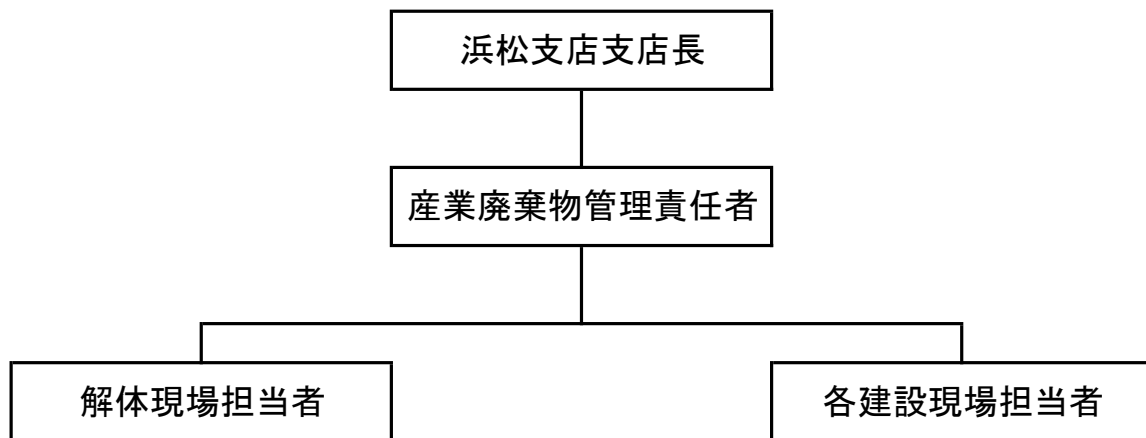 浜松支店支店長
産業廃棄物管理責任者
解体現場担当者
各建設現場担当者